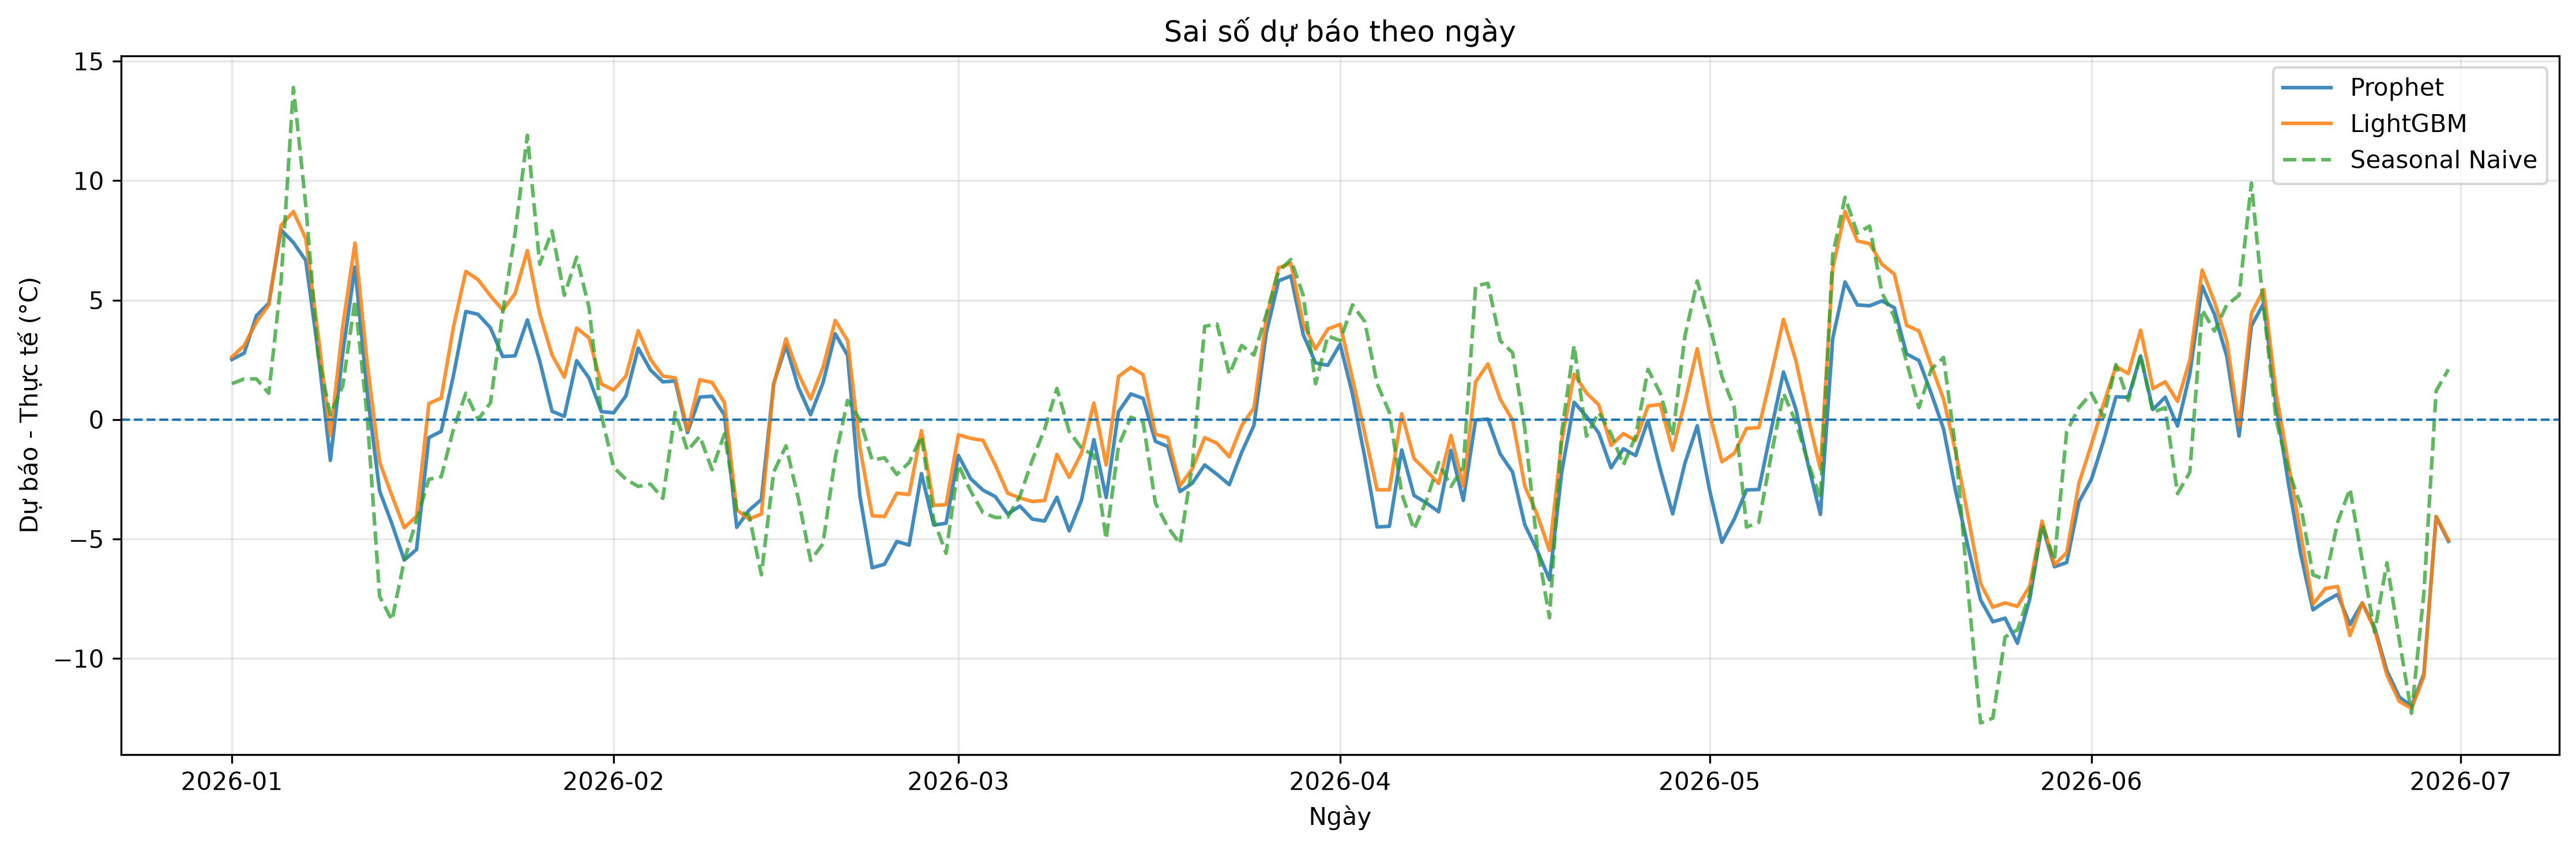 Sai số dự báo theo ngày
Dự báo - Thực tế (°C)
15
10
5
0
−5
−10
Prophet
LightGBM
Seasonal Naive
2026-01
2026-02
2026-03
2026-04
2026-05
2026-06
2026-07
Ngày